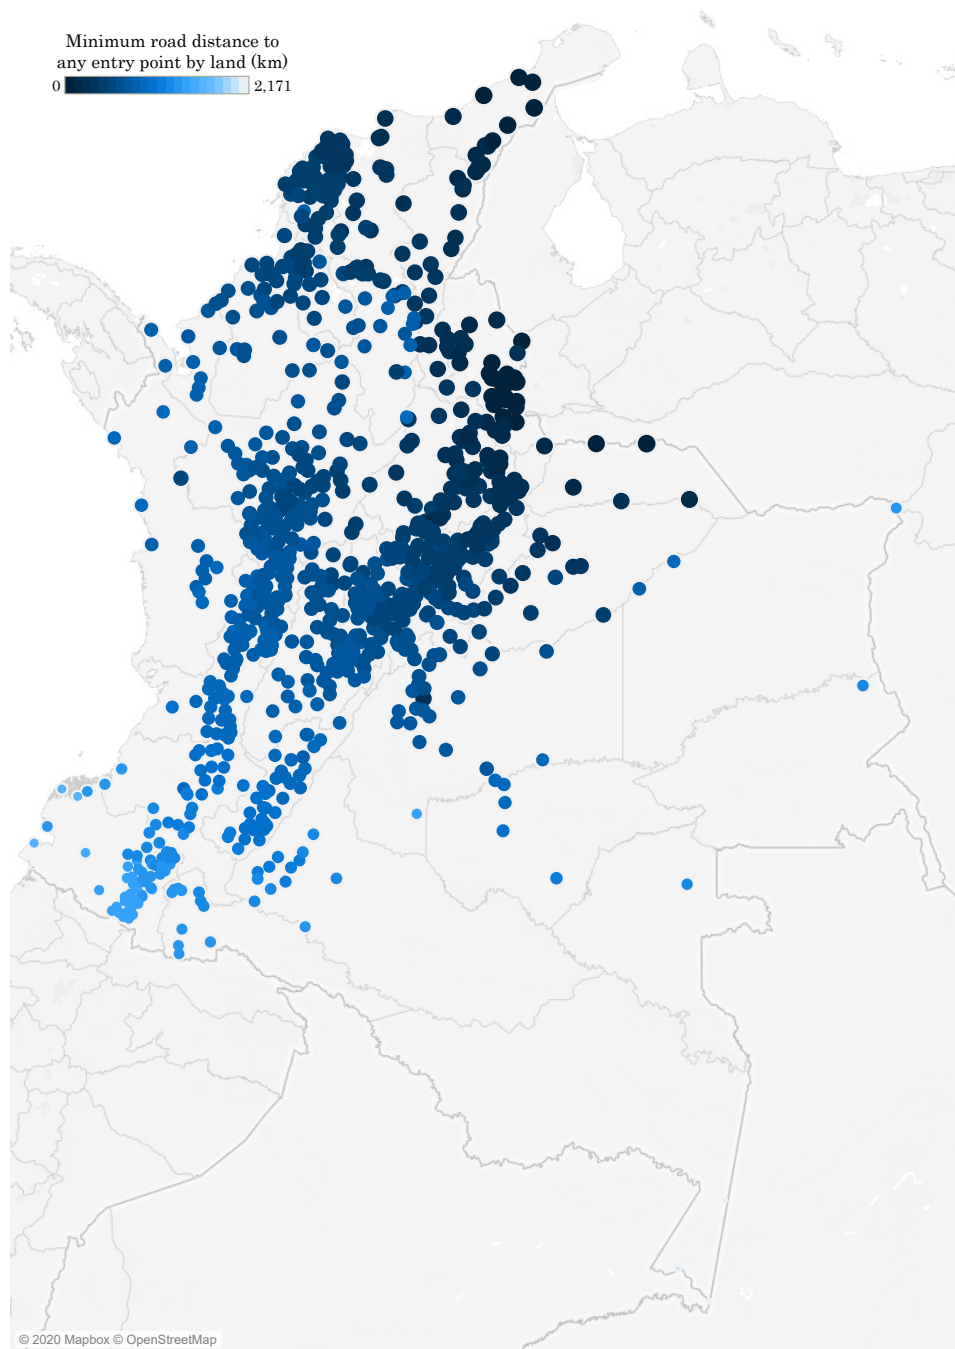 Minimum road distance to
any entry point by land (km)
0 2,171
© 2020 Mapbox © OpenStreetMap